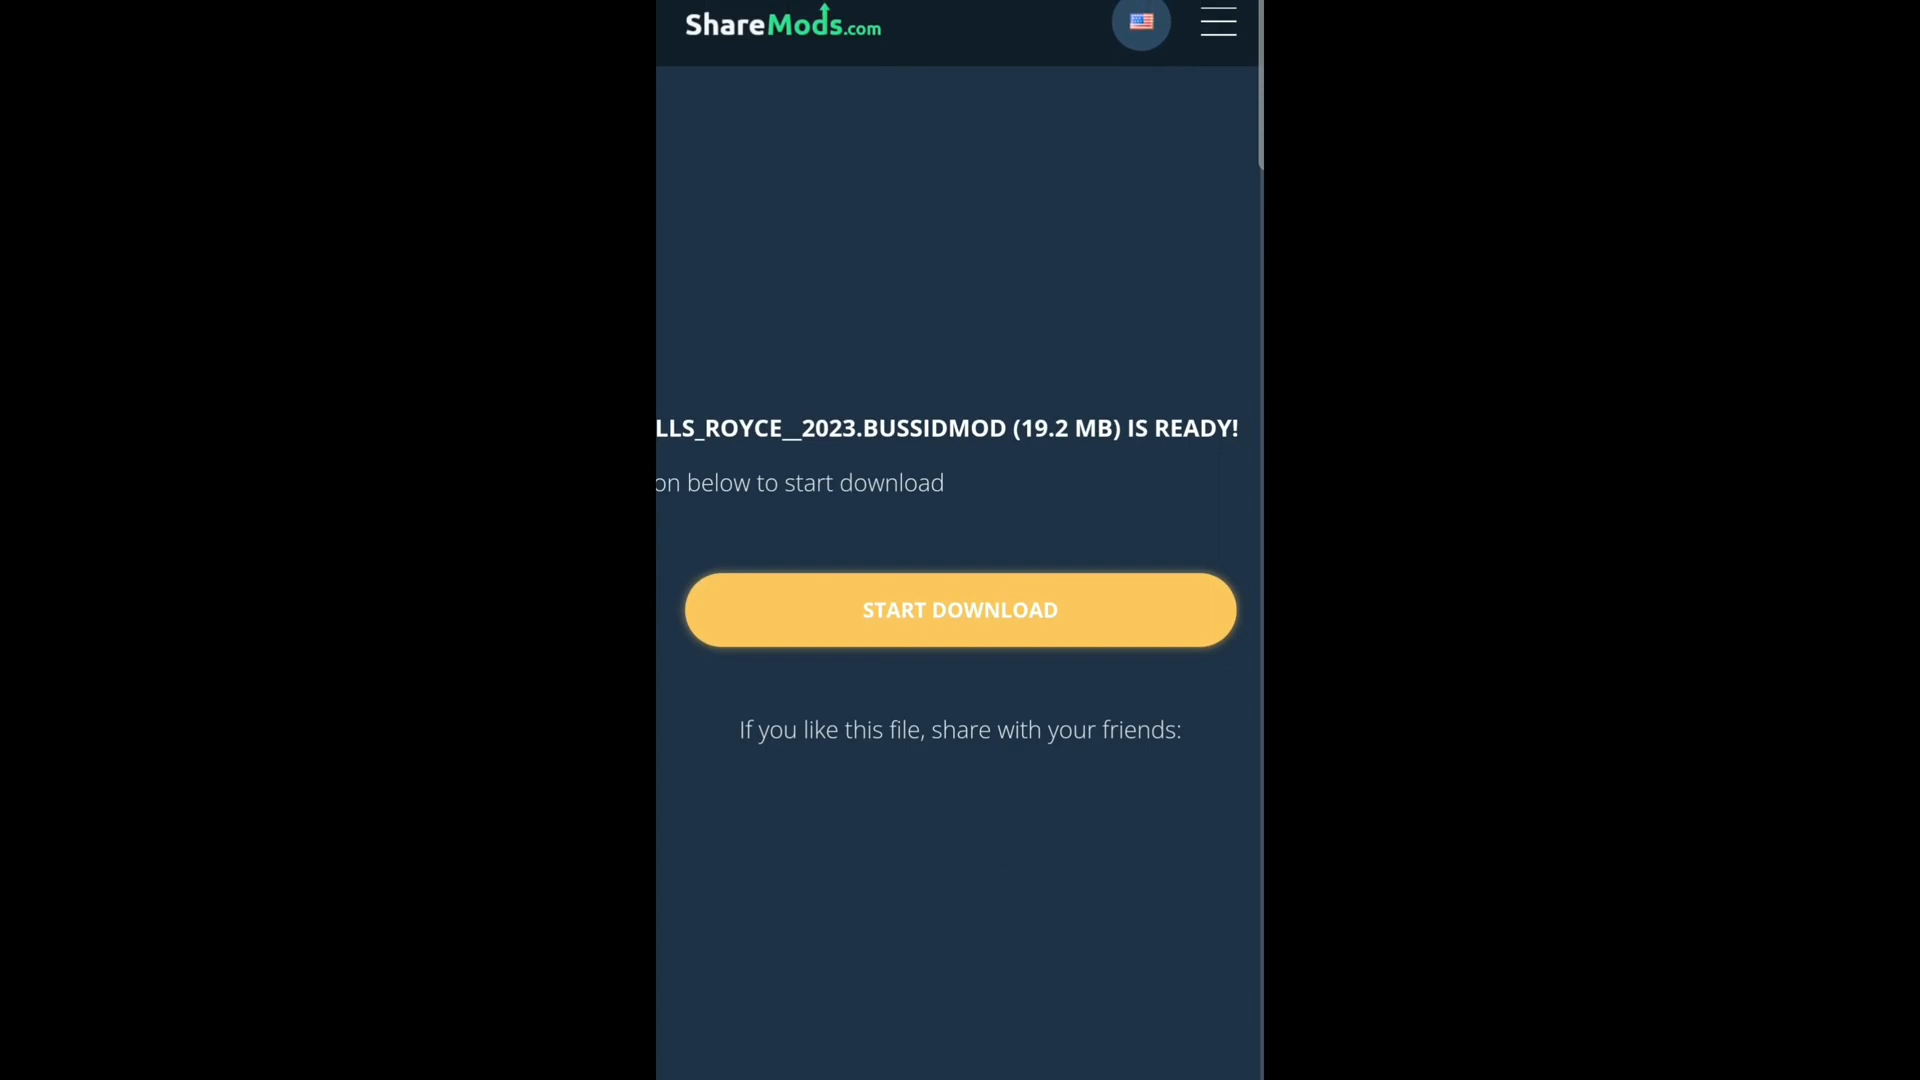 ShareMods.com
LLS_ROYCE__2023.BUSSIDMOD (19.2 MB) IS READY!
on below to start download
START DOWNLOAD
If you like this file, share with your friends: